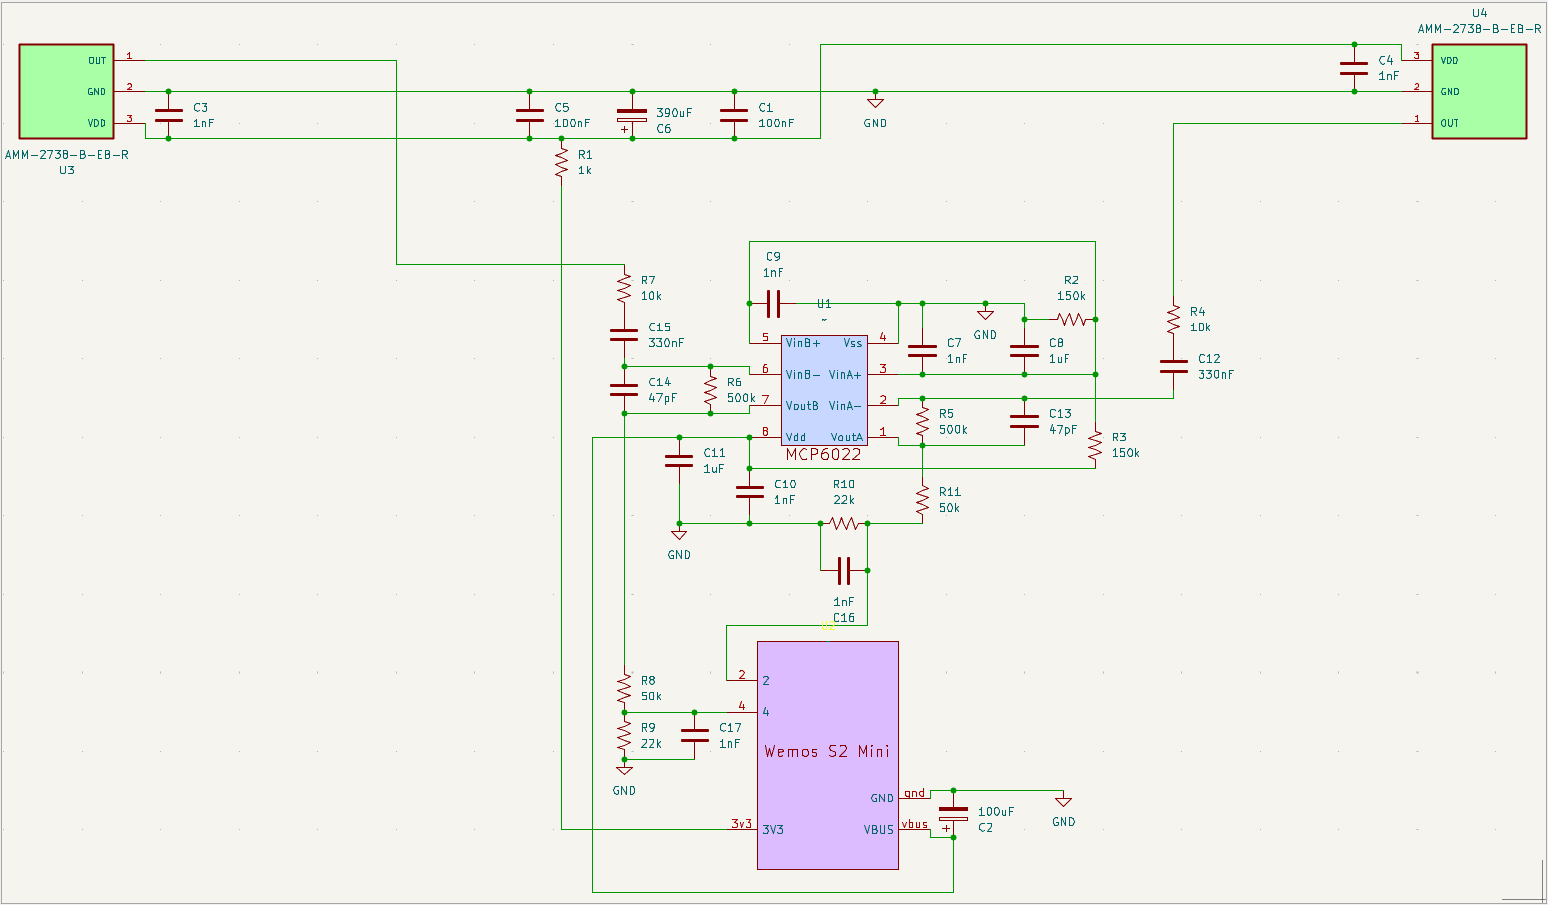 U4
AMM-2738-B-EB-R
OUT 1
GND 2
VDD 3
C3
1nF
AMM-2738-B-EB-R
U3
C5
100nF
390uF
C6
+
C1
100nF
GND
C4
1nF
3 VDD
2 GND
1 OUT
R1
1k
R7
10k
C15
330nF
C14
47pF
R6
500k
C9
1nF
U1
~
5 VinB+
6 VinB-
7 VoutB
8 Vdd
Vss 4
VinA+ 3
VinA- 2
VoutA 1
MCP6022
GND
C7
1nF
C8
1uF
R2
150k
R4
10k
C12
330nF
R5
500k
C13
47pF
R3
150k
C11
1uF
C10
1nF
R10
22k
R11
50k
GND
1nF
C16
U2
2 2
4 4
R8
50k
R9
22k
C17
1nF
GND
Wemos S2 Mini
GND gnd
VBUS vbus
3v3 3V3
100uF
C2
+
GND